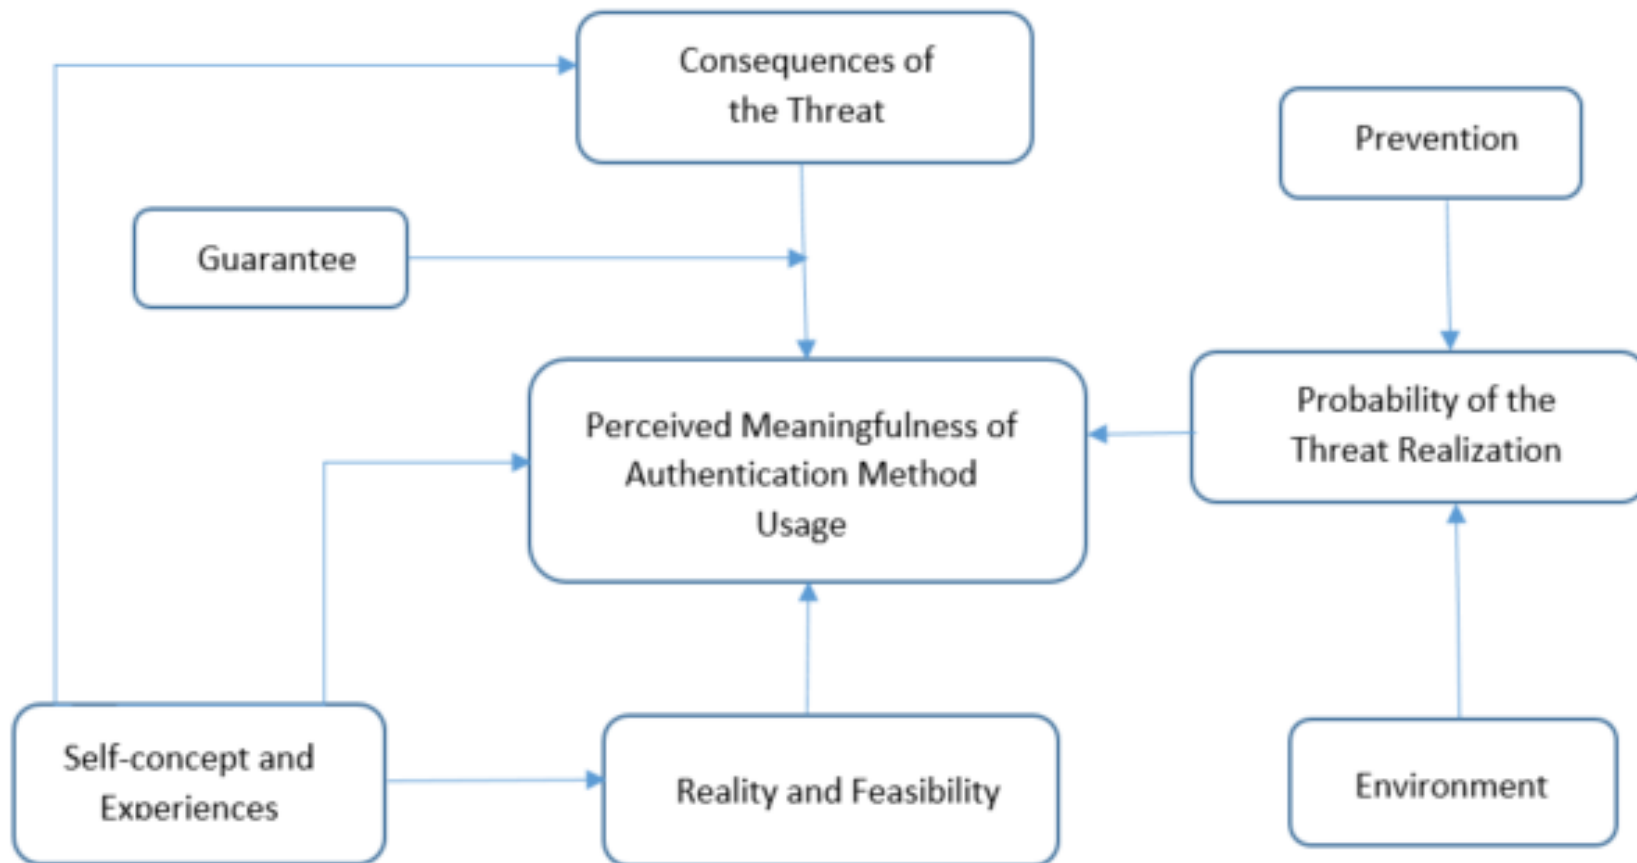 Consequences of
the Threat
Prevention
Guarantee
Perceived Meaningfulness of
Authentication Method
Usage
Probability of the
Threat Realization
Self-concept and
Experiences
Reality and Feasibility
Environment